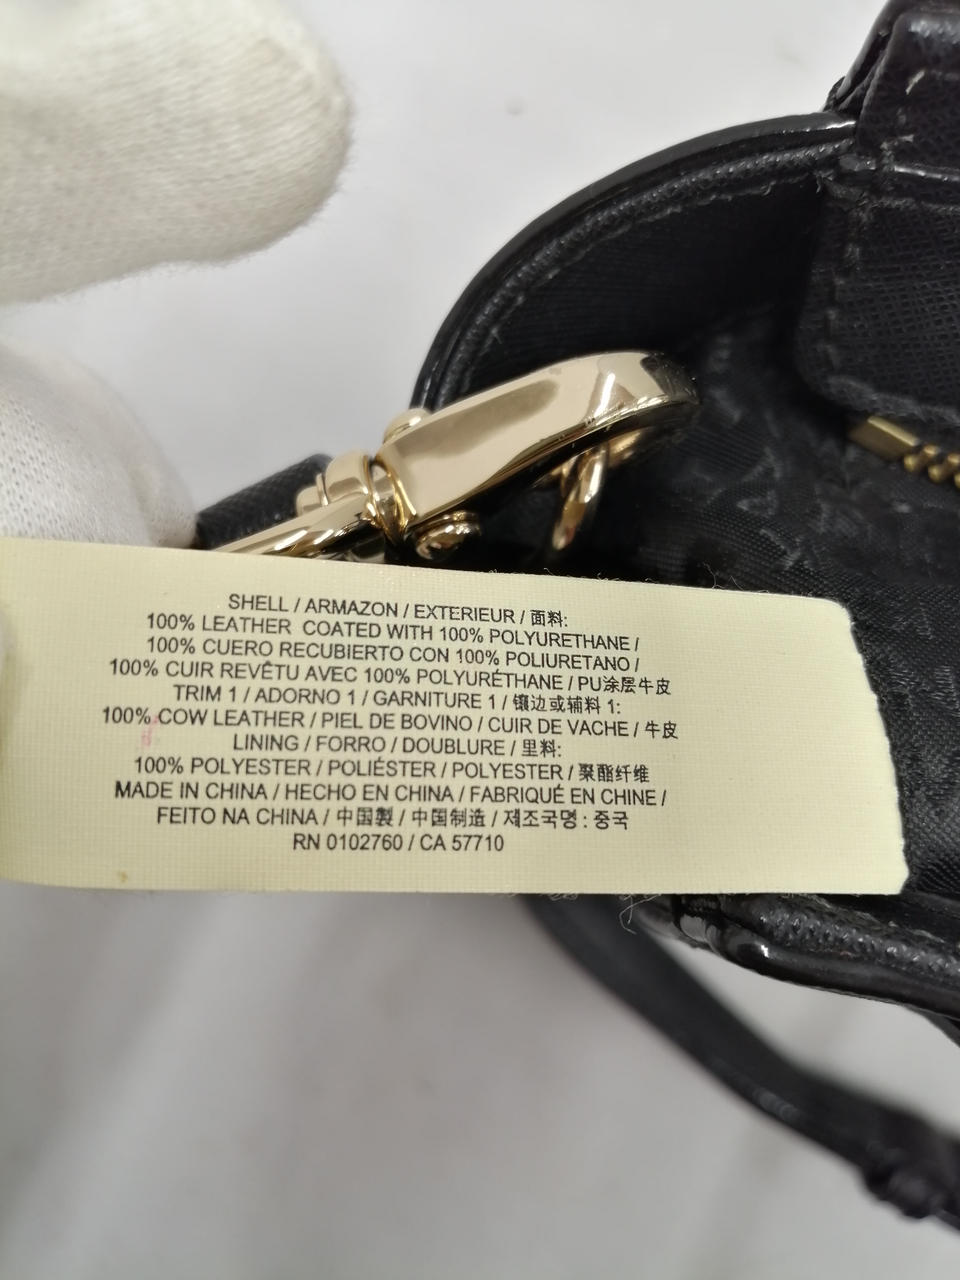 SHELL / ARMAZON / EXTERIEUR / 面料:
100% LEATHER COATED WITH 100% POLYURETHANE /
100% CUERO RECUBIERTO CON 100% POLIURETANO /
100% CUIR REVÊTU AVEC 100% POLYURÉTHANE / PU涂层牛皮
TRIM 1 / ADORNO 1 / GARNITURE 1 / 镶边或辅料 1:
100% COW LEATHER / PIEL DE BOVINO / CUIR DE VACHE / 牛皮
LINING / FORRO / DOUBLURE / 里料:
100% POLYESTER / POLIÉSTER / POLYESTER / 聚酯纤维
MADE IN CHINA / HECHO EN CHINA / FABRIQUÉ EN CHINE /
FEITO NA CHINA / 中国製 / 中国制造 / 제조국명 : 중국
RN 0102760 / CA 57710